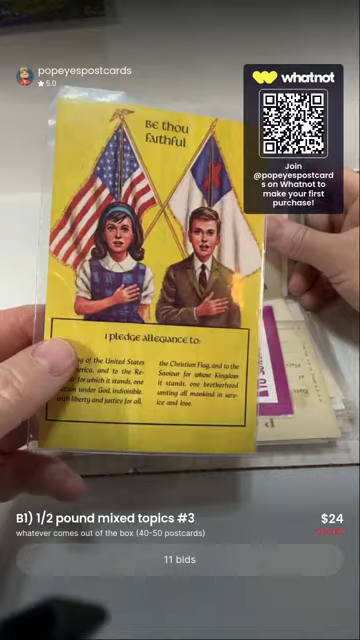 popeyespostcards
5.0
whatnot
Join
@popeyespostcard
s on Whatnot to
make your first
purchase!
Be thou
faithful
I pledge allegiance to:
of the United States
and to the Re-
for which it stands, one
under God, indivisible,
with liberty and justice for all.
the Christian Flag, and to the
Saviour for whose Kingdom
it stands, one brotherhood
uniting all mankind in serv-
ice and love.
B1) 1/2 pound mixed topics #3
$24
whatever comes out of the box (40-50 postcards)
11 bids